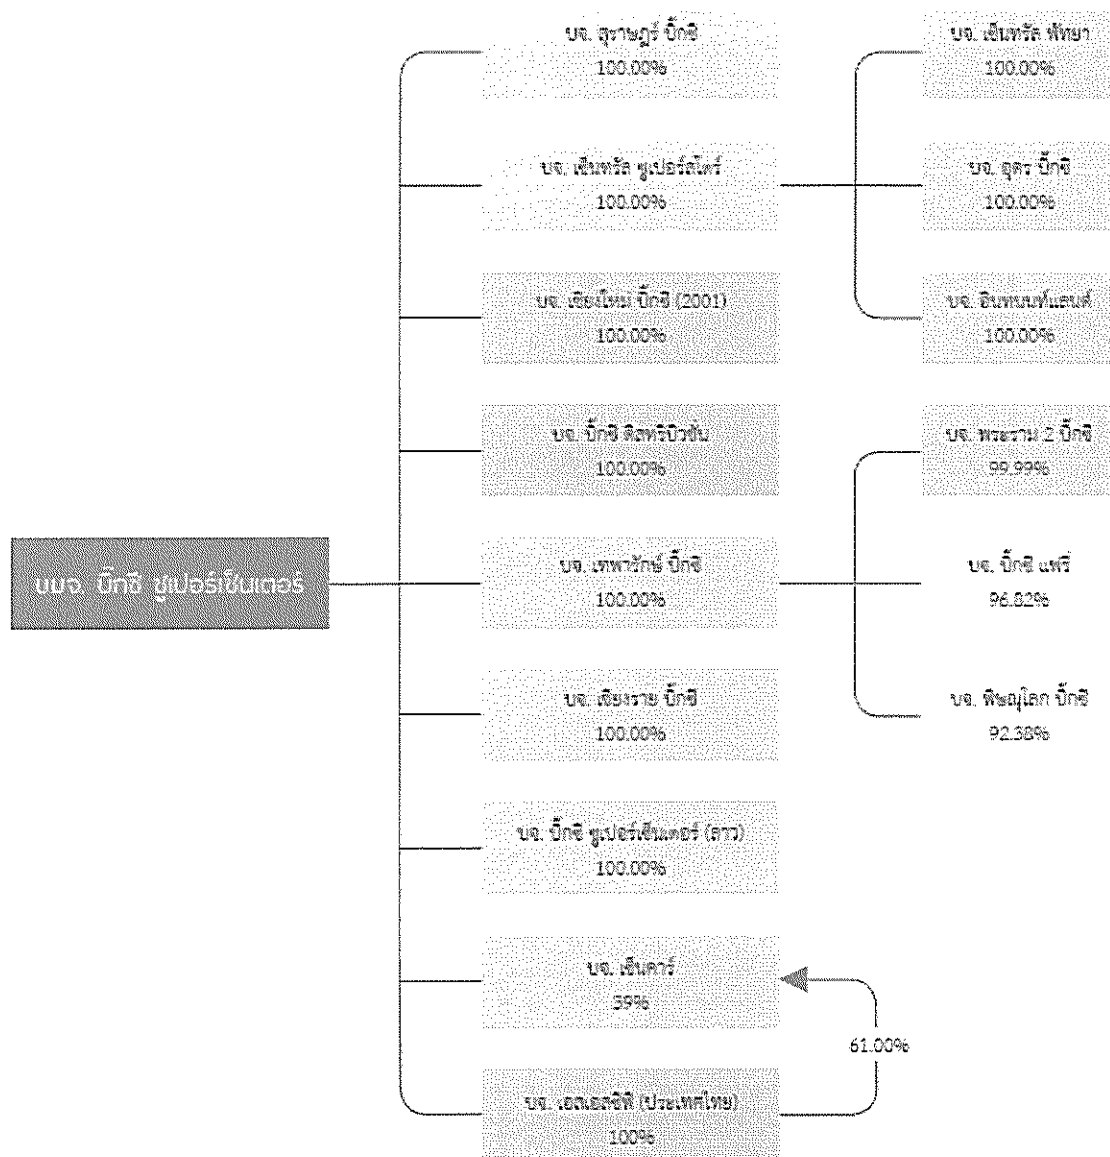 บมจ. บิ๊กซี ซูเปอร์เซ็นเตอร์
บจ. สุราษฎร์ บิ๊กซี
100.00%
บจ. เซ็นทรัล ซูเปอร์สโตร์
100.00%
บจ. เชียงใหม่ บิ๊กซี (2001)
100.00%
บจ. บิ๊กซี ดิสทริบิวชั่น
100.00%
บจ. เทพารักษ์ บิ๊กซี
100.00%
บจ. เชียงราย บิ๊กซี
100.00%
บจ. บิ๊กซี ซูเปอร์เซ็นเตอร์ (ลาว)
100.00%
บจ. เซ็นคาร์
39%
บจ. เอสเอสซีพี (ประเทศไทย)
100%
61.00%
บจ. เซ็นทรัล พัทยา
100.00%
บจ. อุดร บิ๊กซี
100.00%
บจ. อินทนนท์แลนด์
100.00%
บจ. พระราม 2 บิ๊กซี
99.99%
บจ. บิ๊กซี แพร่
96.82%
บจ. พิษณุโลก บิ๊กซี
92.38%